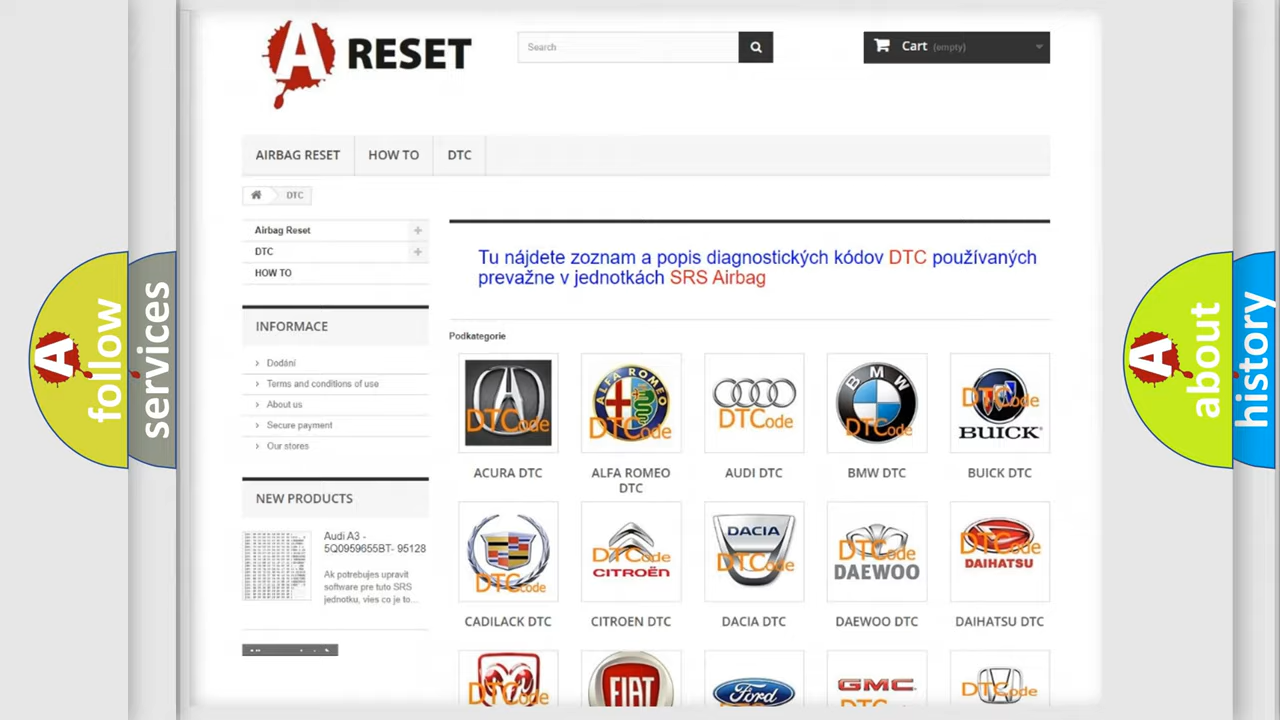 A RESET
Search
Cart (empty)
AIRBAG RESET
HOW TO
DTC
DTC
Airbag Reset
DTC
HOW TO
Tu nájdete zoznam a popis diagnostických kódov DTC používaných
prevažne v jednotkách SRS Airbag
INFORMACE
Dodání
Terms and conditions of use
About us
Secure payment
Our stores
NEW PRODUCTS
Audi A3 -
5Q0959655BT- 95128
Ak potrebujes upravit
software pre tuto SRS
jednotku, vies co je to...
Podkategorie
DTCode
ALFA ROMEO
DTCode
DTCode
BMW
DTCode
DTCode
BUICK
ACURA DTC
ALFA ROMEO
DTC
AUDI DTC
BMW DTC
BUICK DTC
DTCode
DTCode
CITROËN
DACIA
DTCode
DTCode
DAEWOO
DTCode
DAIHATSU
CADILACK DTC
CITROEN DTC
DACIA DTC
DAEWOO DTC
DAIHATSU DTC
DTCode
FIAT
Ford
GMC
DTCode
A follow
services
A about
history